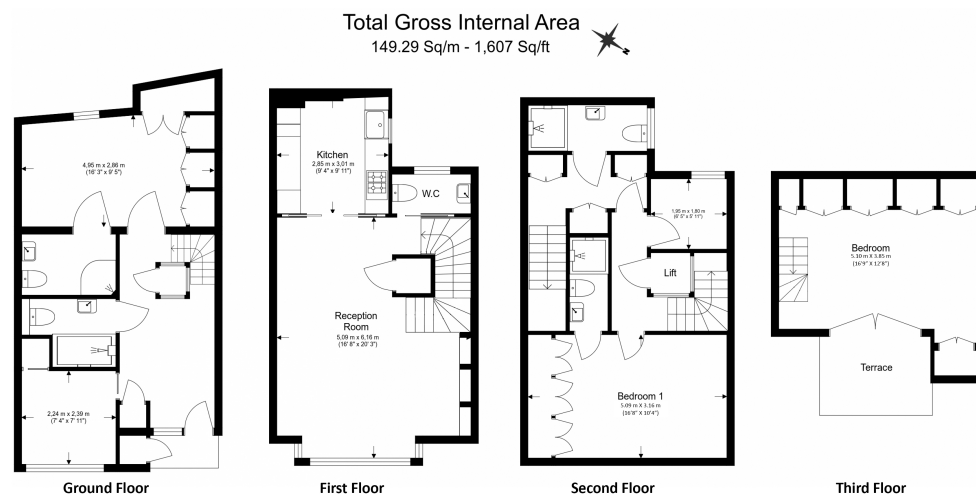 Total Gross Internal Area
149.29 Sq/m - 1,607 Sq/ft
N
4,95 m x 2,86 m
(16' 3" x 9' 5")
2,24 m x 2,39 m
(7' 4" x 7' 11")
Ground Floor
Kitchen
2,85 m x 3,01 m
(9' 4" x 9' 11")
W.C
Reception
Room
5,09 m x 6,16 m
(16' 8" x 20' 3")
First Floor
1,95 m x 1,80 m
(6' 5" x 5' 11")
Lift
Bedroom 1
5.09 m X 3.16 m
(16'8" X 10'4")
Second Floor
Bedroom
5.10 m X 3.85 m
(16'9" X 12'8")
Terrace
Third Floor